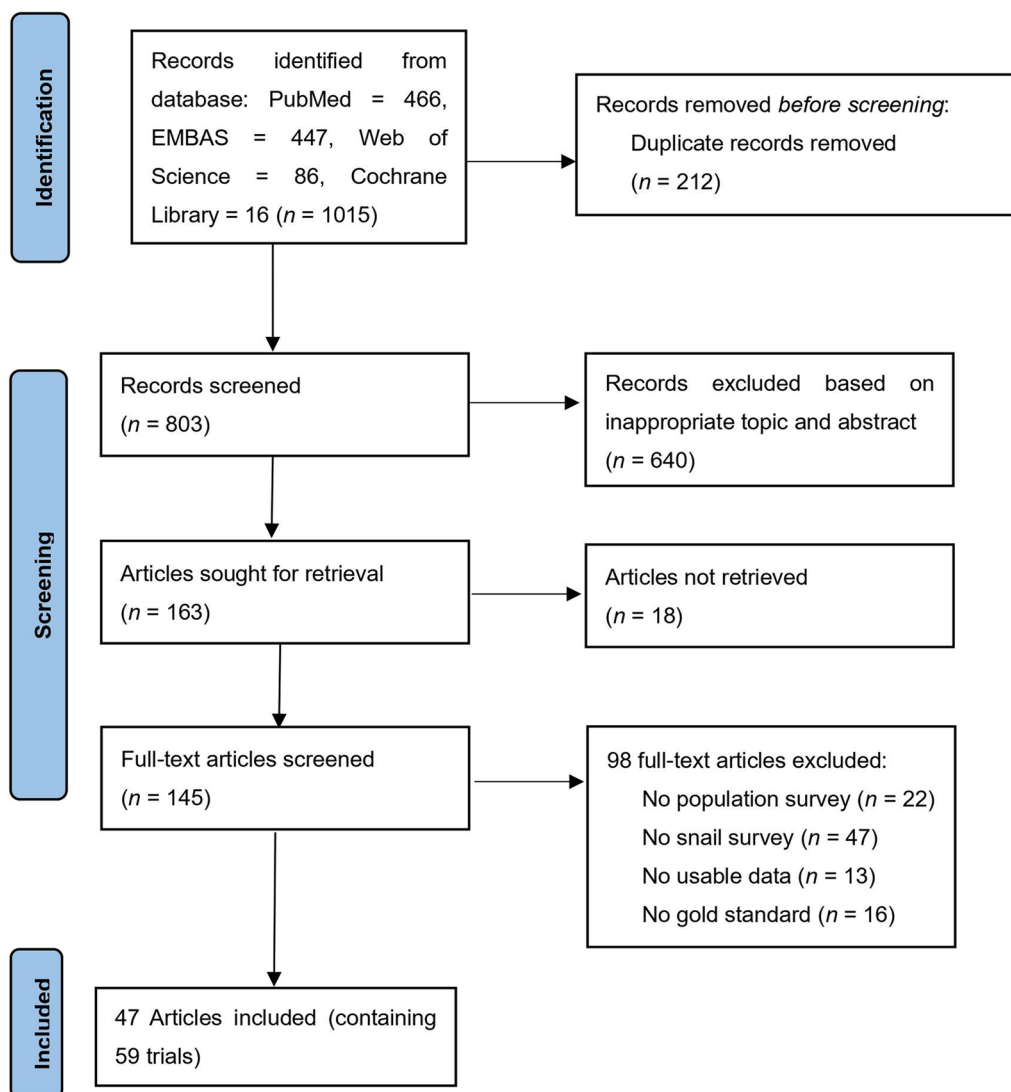 Identification
Records identified from
database: PubMed = 466,
EMBAS = 447, Web of
Science = 86, Cochrane
Library = 16 (n = 1015)
Records removed before screening:
Duplicate records removed
(n = 212)
Screening
Records screened
(n = 803)
Records excluded based on
inappropriate topic and abstract
(n = 640)
Articles sought for retrieval
(n = 163)
Articles not retrieved
(n = 18)
Full-text articles screened
(n = 145)
98 full-text articles excluded:
No population survey (n = 22)
No snail survey (n = 47)
No usable data (n = 13)
No gold standard (n = 16)
Included
47 Articles included (containing
59 trials)